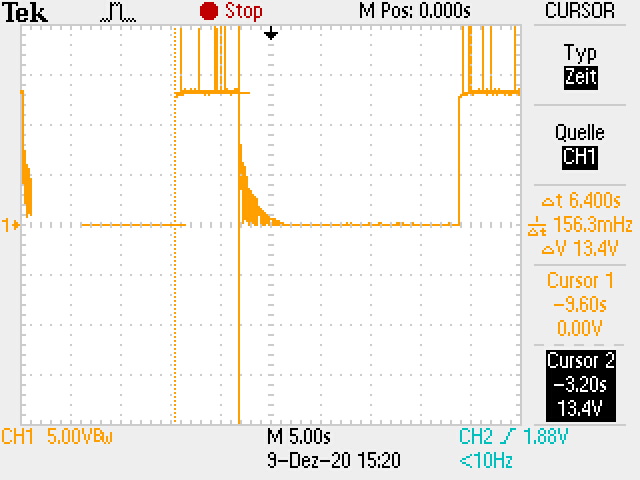 Tek Stop M Pos: 0.000s CURSOR
Typ
Zeit
Quelle
CH1
△t 6.400s
1/△t 156.3mHz
△V 13.4V
Cursor 1
-9.60s
0.00V
Cursor 2
-3.20s
13.4V
1
CH1 5.00VBw M 5.00s CH2 1.88V
9-Dez-20 15:20 <10Hz